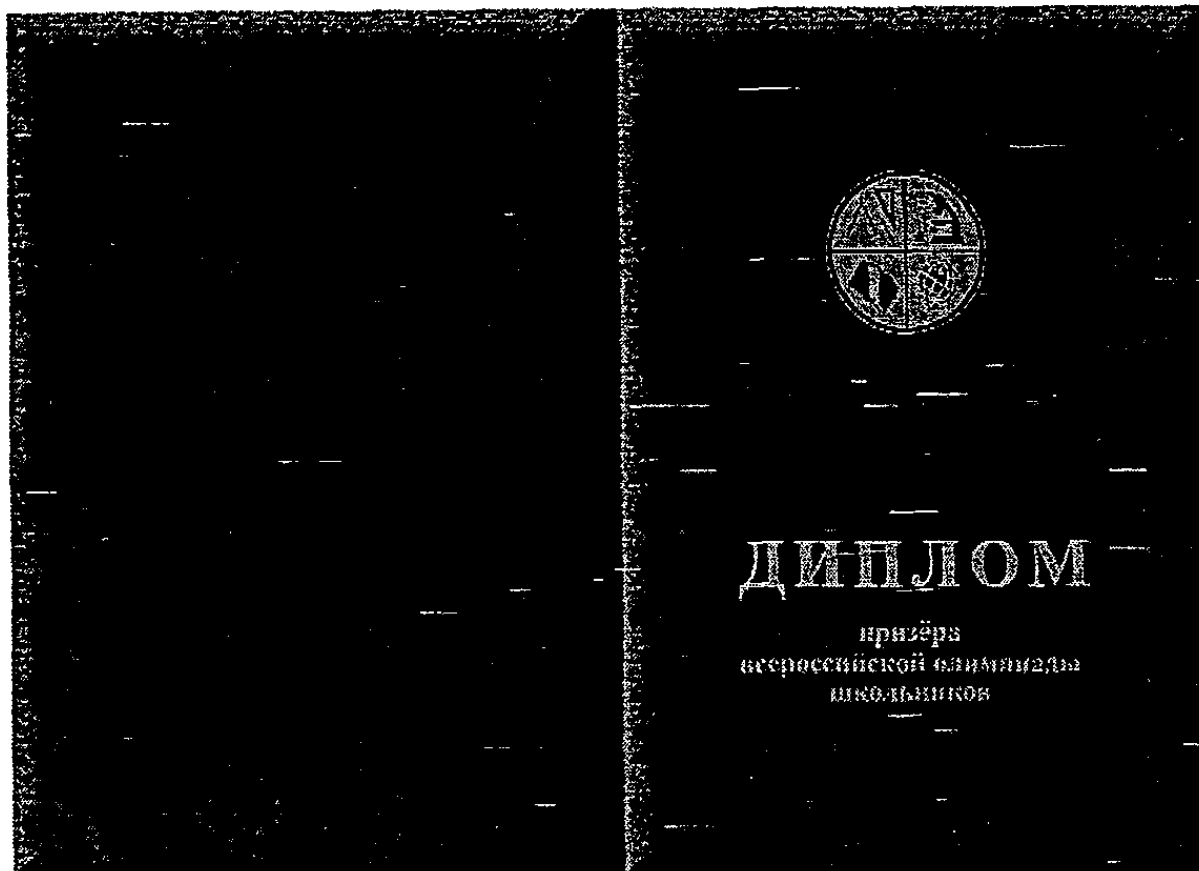 ДИПЛОМ
призёра
всероссийской олимпиады
школьников